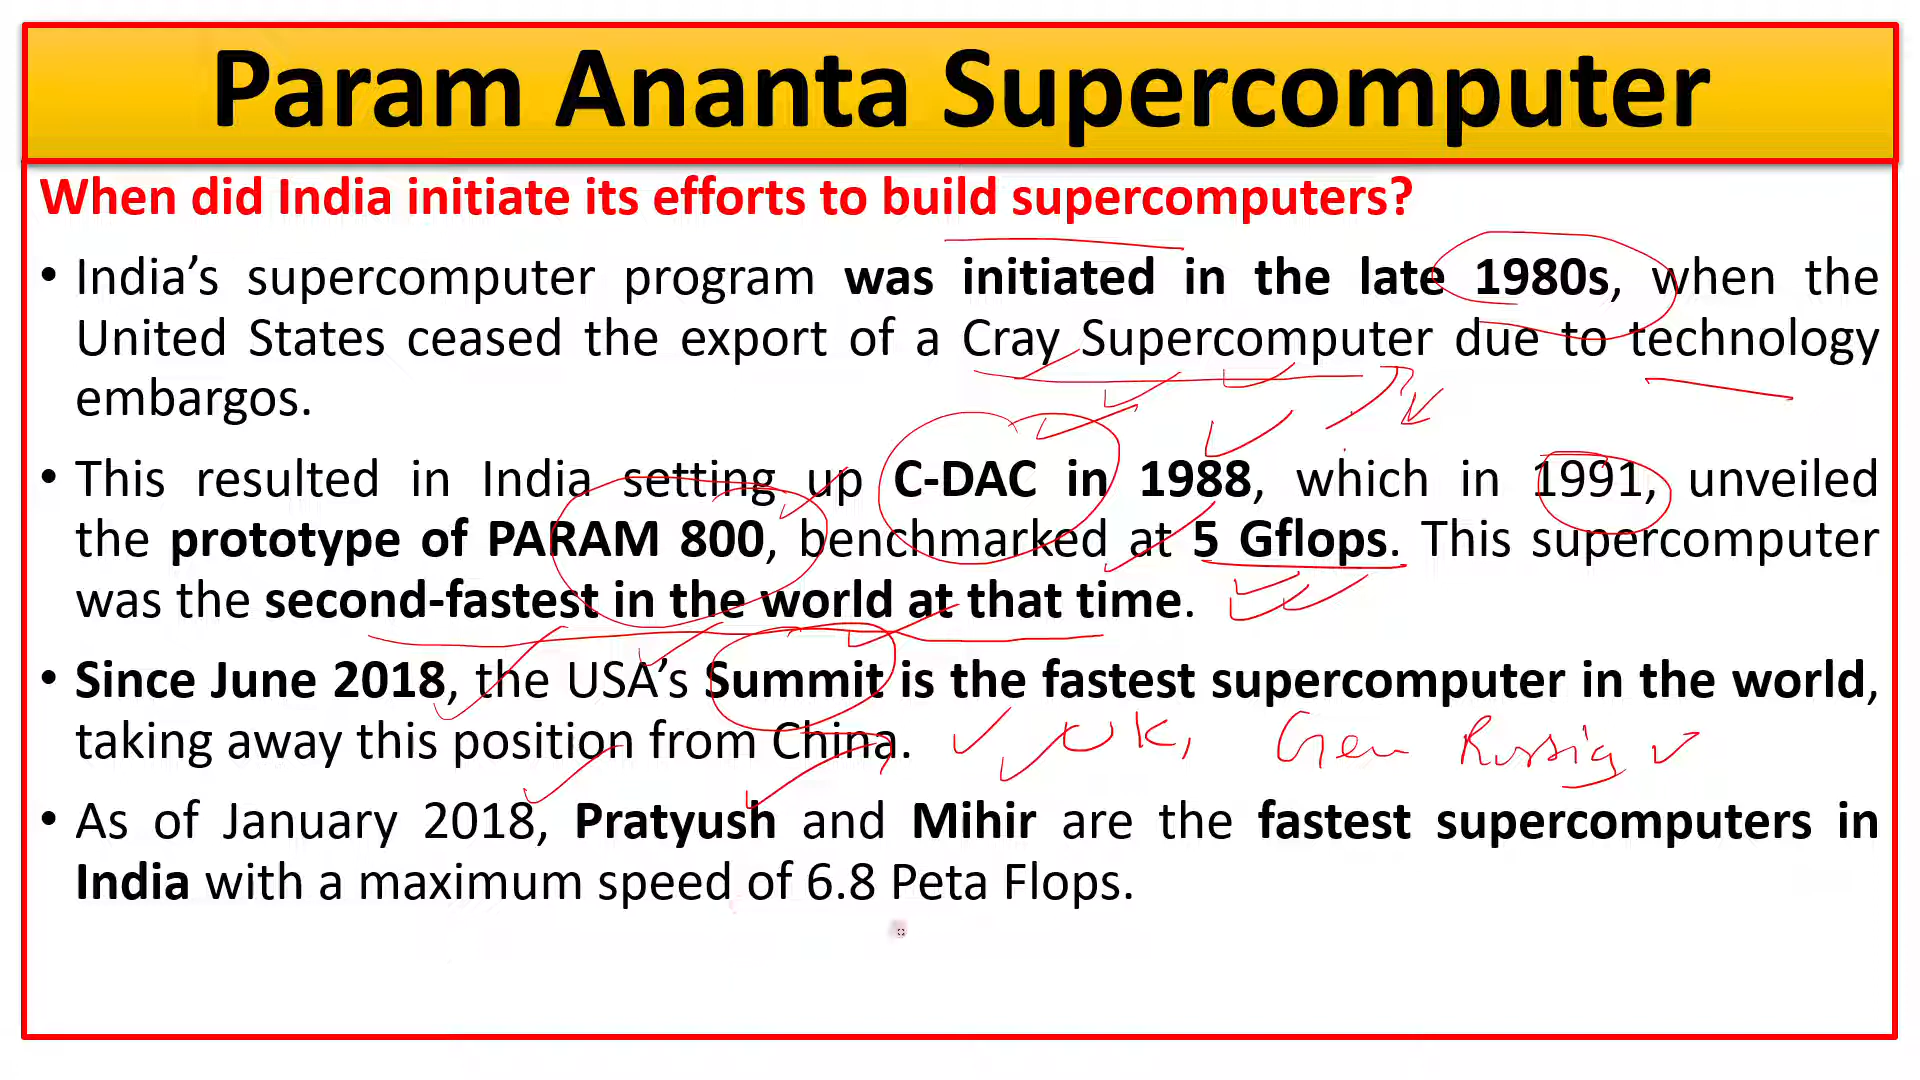 Param Ananta Supercomputer
When did India initiate its efforts to build supercomputers?
• India’s supercomputer program was initiated in the late 1980s, when the
United States ceased the export of a Cray Supercomputer due to technology
embargos.
• This resulted in India setting up C-DAC in 1988, which in 1991, unveiled
the prototype of PARAM 800, benchmarked at 5 Gflops. This supercomputer
was the second-fastest in the world at that time.
• Since June 2018, the USA’s Summit is the fastest supercomputer in the world,
taking away this position from China. UK, Ger Russia
• As of January 2018, Pratyush and Mihir are the fastest supercomputers in
India with a maximum speed of 6.8 Peta Flops.